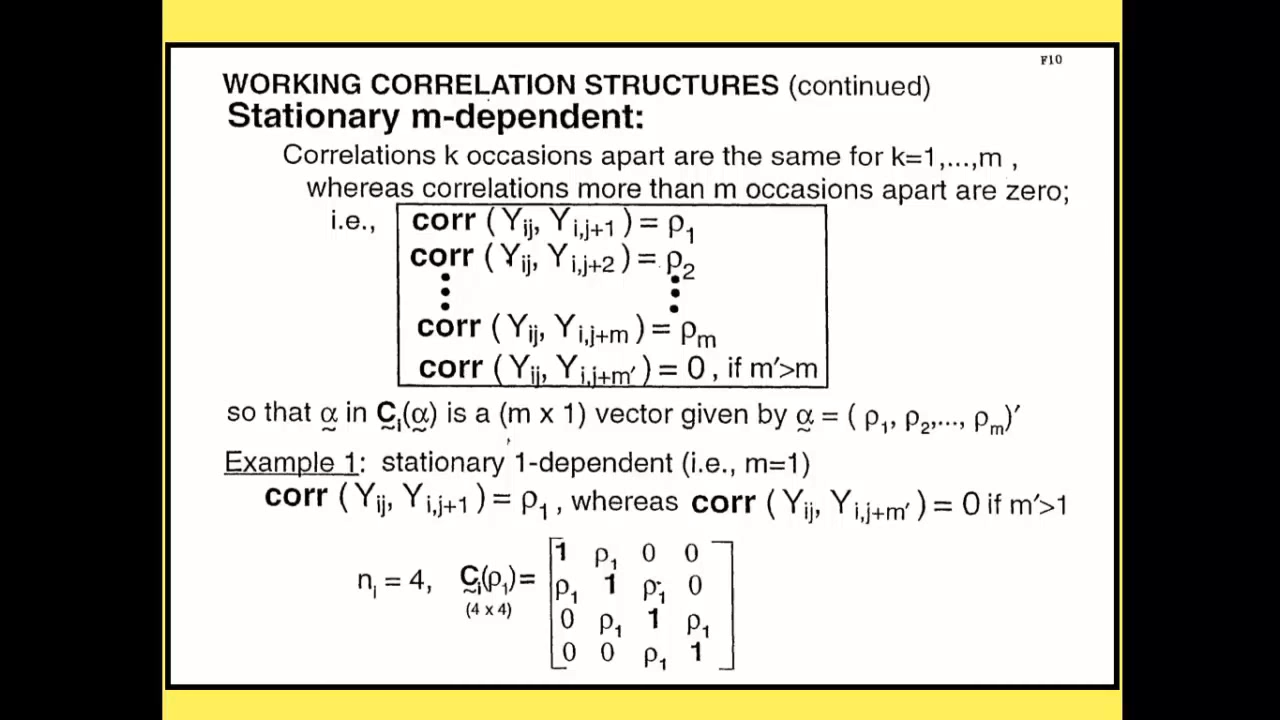 F10
WORKING CORRELATION STRUCTURES (continued)
Stationary m-dependent:
Correlations k occasions apart are the same for k=1,...,m ,
whereas correlations more than m occasions apart are zero;
i.e., corr (Yij, Yi,j+1) = ρ1
corr (Yij, Yi,j+2) = ρ2
⋮ ⋮
corr (Yij, Yi,j+m) = ρm
corr (Yij, Yi,j+m′) = 0 , if m′>m
so that α in Ci(α) is a (m x 1) vector given by α = ( ρ1, ρ2,..., ρm)′
Example 1: stationary 1-dependent (i.e., m=1)
corr (Yij, Yi,j+1) = ρ1 , whereas corr (Yij, Yi,j+m′) = 0 if m′>1
1 ρ1 0 0
ni = 4, Ci(ρ1)= ρ1 1 ρ1 0
(4 x 4) 0 ρ1 1 ρ1
0 0 ρ1 1